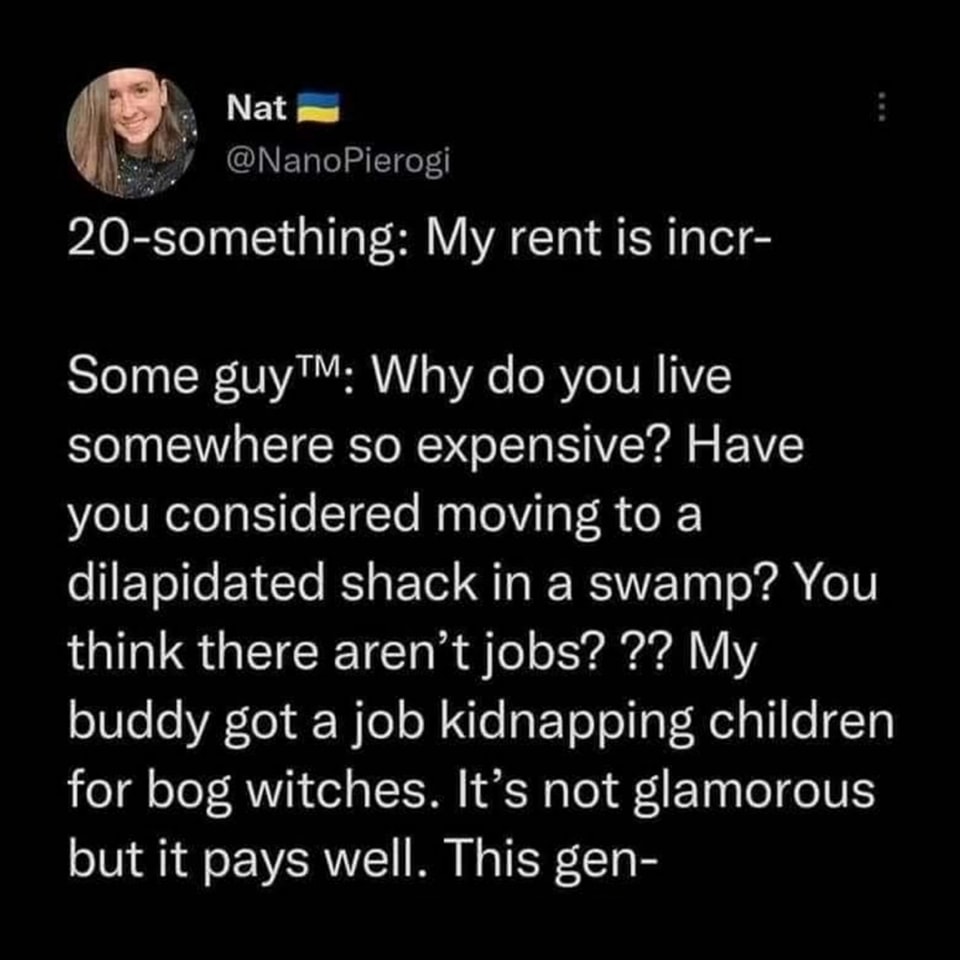 Nat 🇺🇦
@NanoPierogi
20-something: My rent is incr-
Some guy™: Why do you live
somewhere so expensive? Have
you considered moving to a
dilapidated shack in a swamp? You
think there aren’t jobs? ?? My
buddy got a job kidnapping children
for bog witches. It’s not glamorous
but it pays well. This gen-